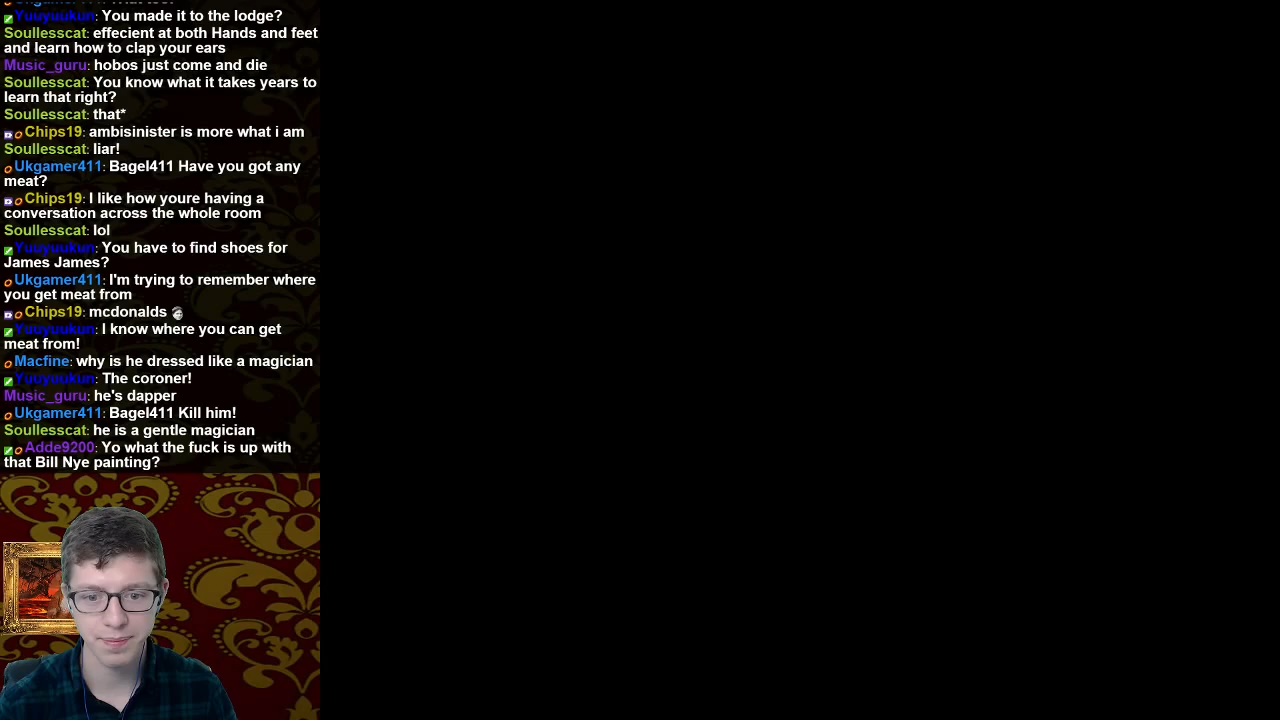 Yuuyuukun: You made it to the lodge?
Soullesscat: effecient at both Hands and feet
and learn how to clap your ears
Music_guru: hobos just come and die
Soullesscat: You know what it takes years to
learn that right?
Soullesscat: that*
Chips19: ambisinister is more what i am
Soullesscat: liar!
Ukgamer411: Bagel411 Have you got any
meat?
Chips19: I like how youre having a
conversation across the whole room
Soullesscat: lol
Yuuyuukun: You have to find shoes for
James James?
Ukgamer411: I'm trying to remember where
you get meat from
Chips19: mcdonalds
Yuuyuukun: I know where you can get
meat from!
Macfine: why is he dressed like a magician
Yuuyuukun: The coroner!
Music_guru: he's dapper
Ukgamer411: Bagel411 Kill him!
Soullesscat: he is a gentle magician
Adde9200: Yo what the fuck is up with
that Bill Nye painting?